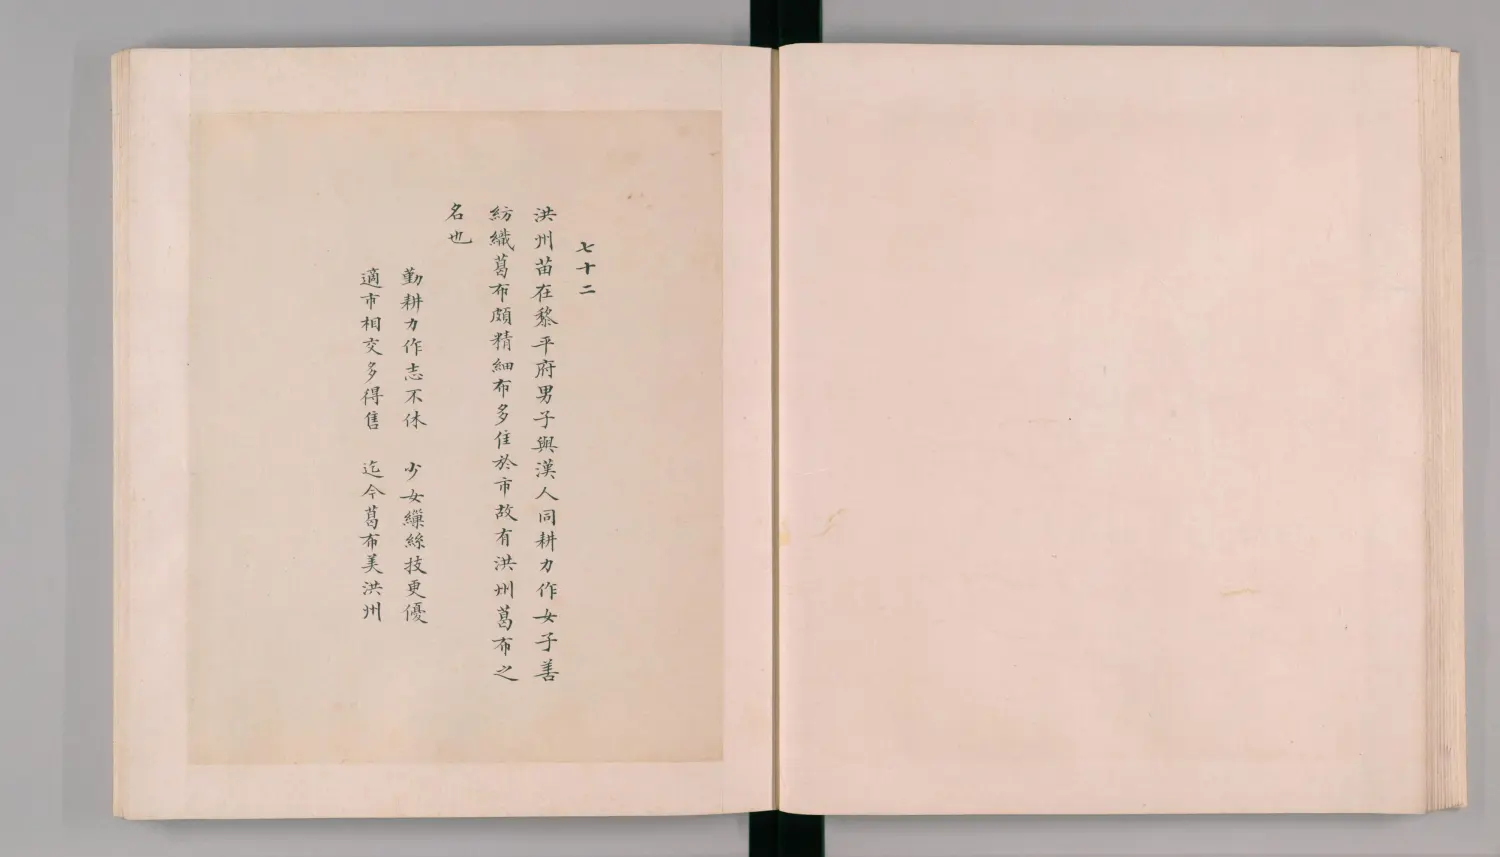 七十二
洪州苗在黎平府男子與漢人同耕力作女子善
紡織葛布頗精細布多住於市故有洪州葛布之
名也
勤耕力作志不休　少女繅絲技更優
適市相交多得售　迄今葛布美洪州